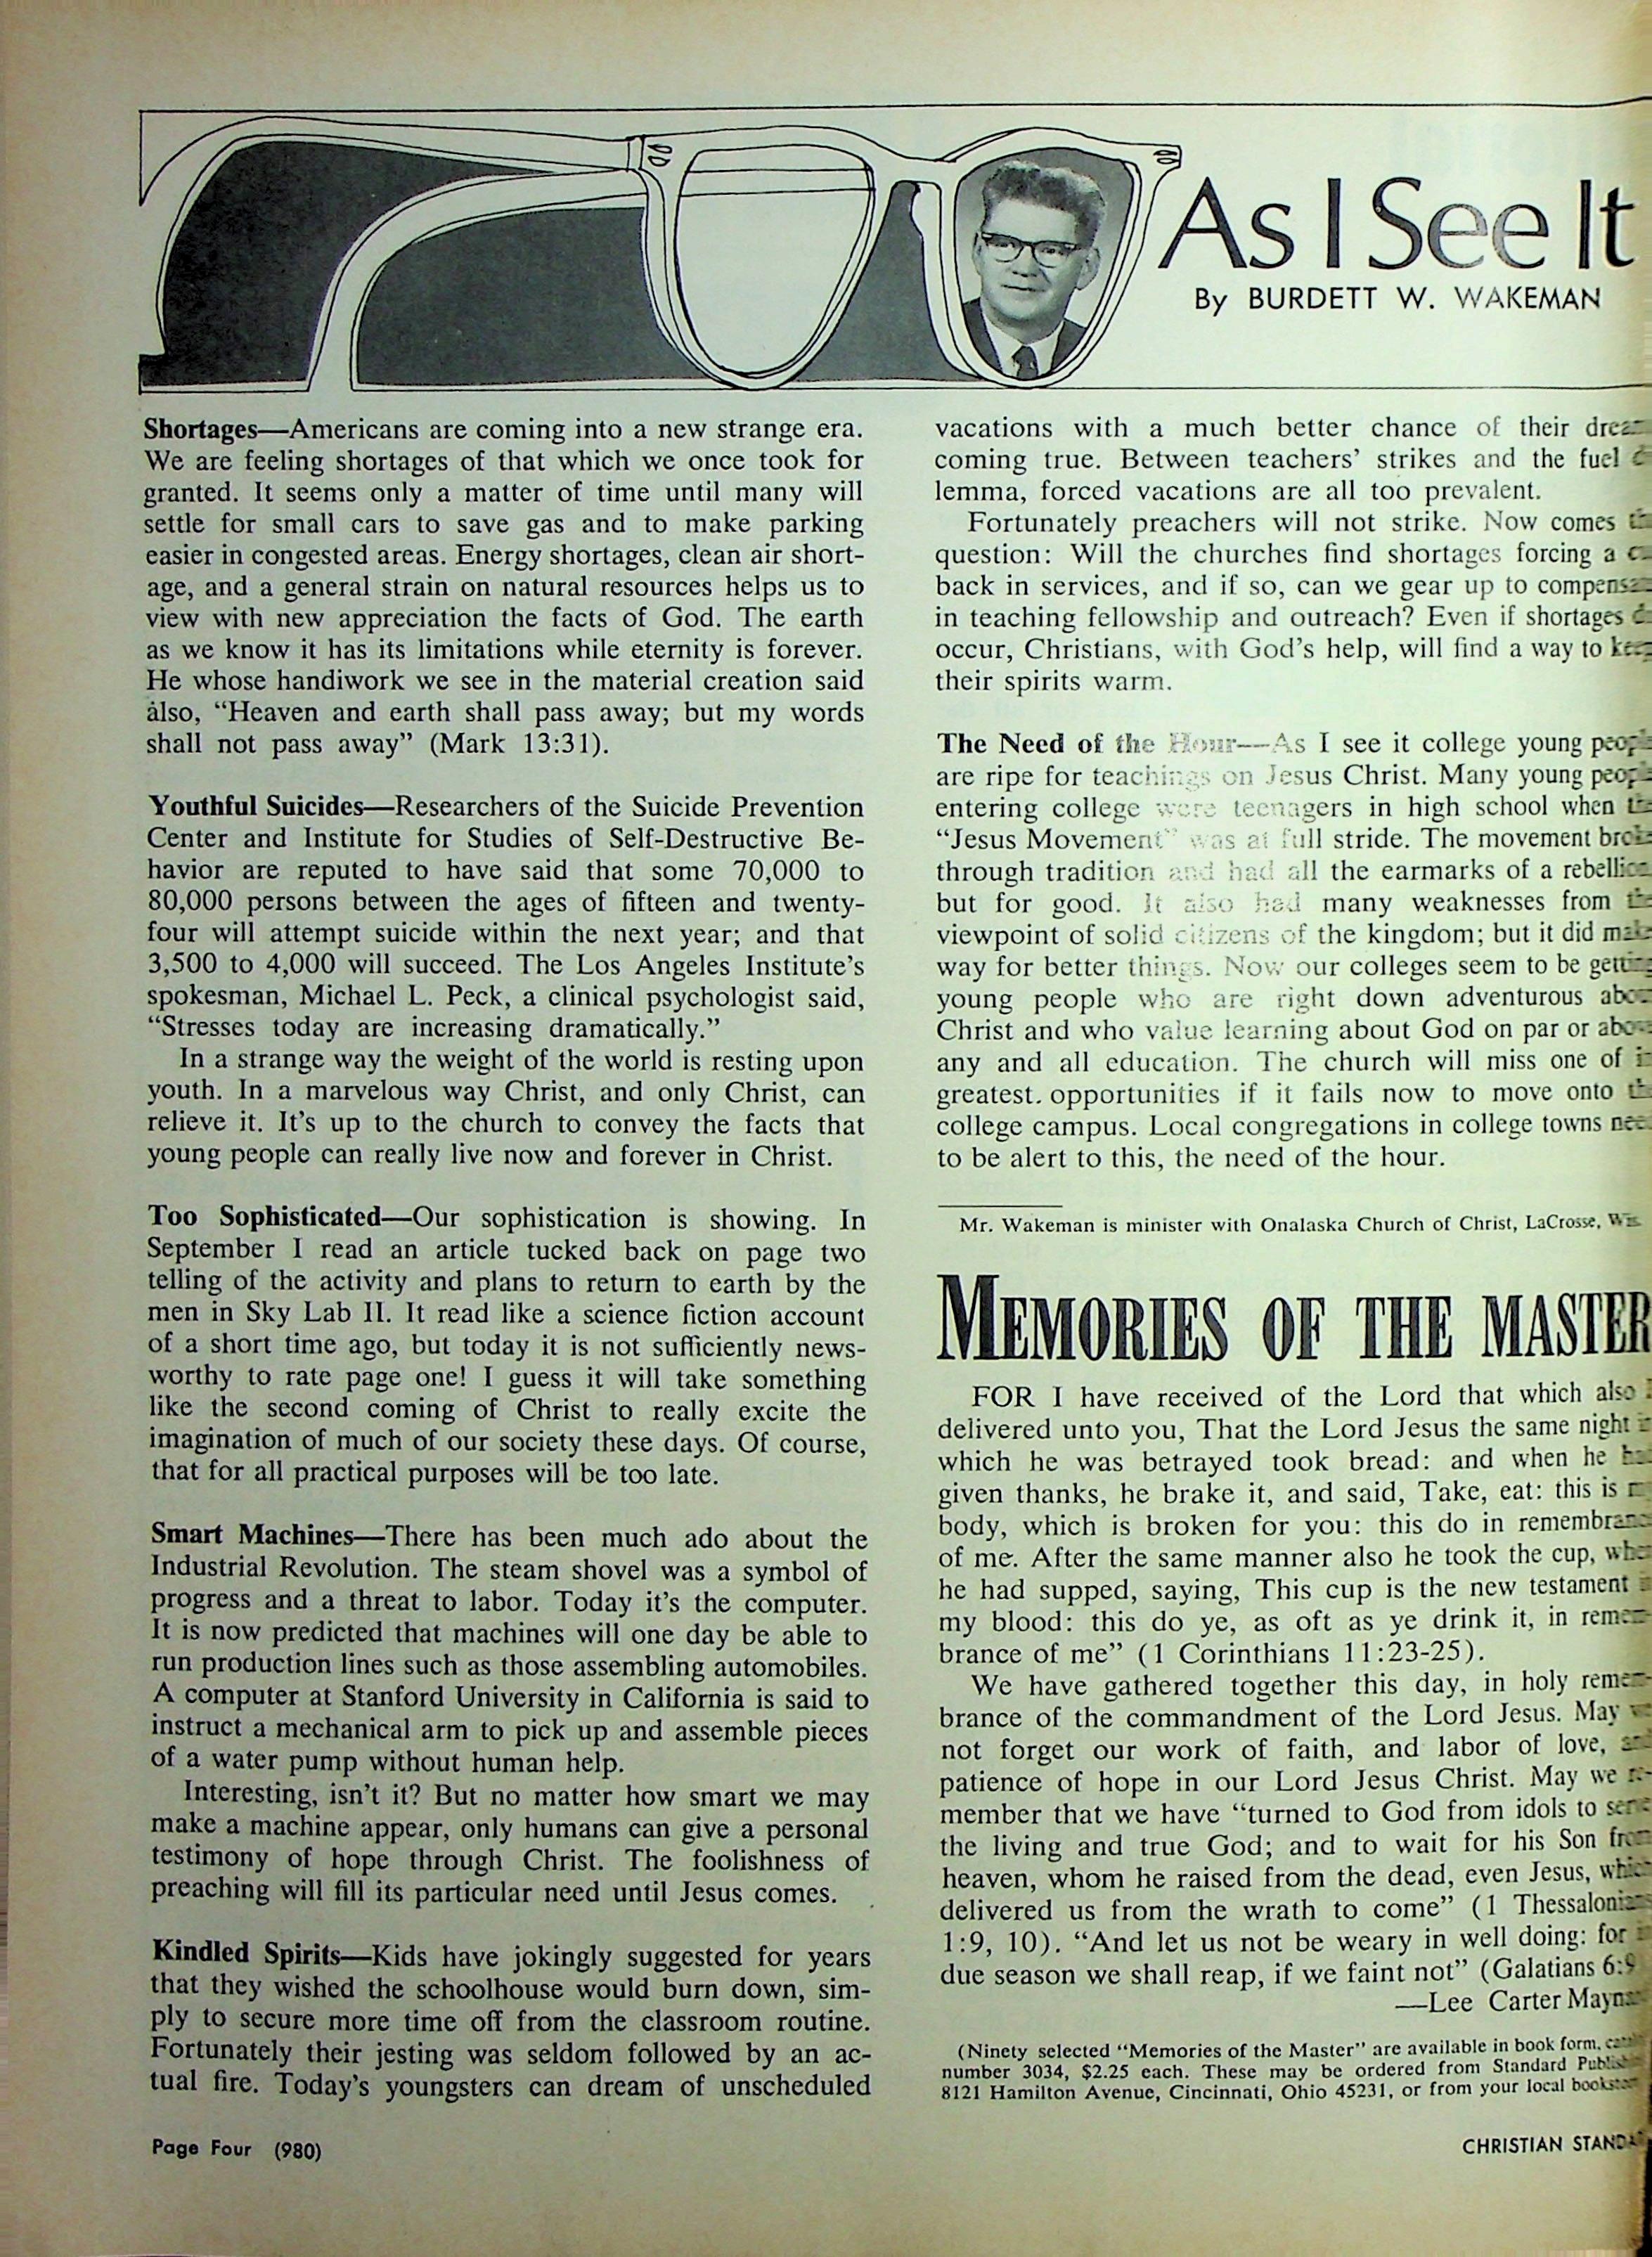 As I See It
By BURDETT W. WAKEMAN
Shortages—Americans are coming into a new strange era.
We are feeling shortages of that which we once took for
granted. It seems only a matter of time until many will
settle for small cars to save gas and to make parking
easier in congested areas. Energy shortages, clean air short-
age, and a general strain on natural resources helps us to
view with new appreciation the facts of God. The earth
as we know it has its limitations while eternity is forever.
He whose handiwork we see in the material creation said
also, “Heaven and earth shall pass away; but my words
shall not pass away” (Mark 13:31).
Youthful Suicides—Researchers of the Suicide Prevention
Center and Institute for Studies of Self-Destructive Be-
havior are reputed to have said that some 70,000 to
80,000 persons between the ages of fifteen and twenty-
four will attempt suicide within the next year; and that
3,500 to 4,000 will succeed. The Los Angeles Institute’s
spokesman, Michael L. Peck, a clinical psychologist said,
“Stresses today are increasing dramatically.”
In a strange way the weight of the world is resting upon
youth. In a marvelous way Christ, and only Christ, can
relieve it. It’s up to the church to convey the facts that
young people can really live now and forever in Christ.
Too Sophisticated—Our sophistication is showing. In
September I read an article tucked back on page two
telling of the activity and plans to return to earth by the
men in Sky Lab II. It read like a science fiction account
of a short time ago, but today it is not sufficiently news-
worthy to rate page one! I guess it will take something
like the second coming of Christ to really excite the
imagination of much of our society these days. Of course,
that for all practical purposes will be too late.
Smart Machines—There has been much ado about the
Industrial Revolution. The steam shovel was a symbol of
progress and a threat to labor. Today it’s the computer.
It is now predicted that machines will one day be able to
run production lines such as those assembling automobiles.
A computer at Stanford University in California is said to
instruct a mechanical arm to pick up and assemble pieces
of a water pump without human help.
Interesting, isn’t it? But no matter how smart we may
make a machine appear, only humans can give a personal
testimony of hope through Christ. The foolishness of
preaching will fill its particular need until Jesus comes.
Kindled Spirits—Kids have jokingly suggested for years
that they wished the schoolhouse would burn down, sim-
ply to secure more time off from the classroom routine.
Fortunately their jesting was seldom followed by an ac-
tual fire. Today’s youngsters can dream of unscheduled
vacations with a much better chance of their
coming true. Between teachers’ strikes and the fuel
lemma, forced vacations are all too prevalent.
Fortunately preachers will not strike. Now comes
question: Will the churches find shortages forcing a
back in services, and if so, can we gear up to
in teaching fellowship and outreach? Even if shortages
occur, Christians, with God’s help, will find a way to
their spirits warm.
The Need of the Hour—As I see it college young
are ripe for teachings on Jesus Christ. Many young
entering college were teenagers in high school when
“Jesus Movement” was at full stride. The movement
through tradition and had all the earmarks of a
but for good. It also had many weaknesses from
viewpoint of solid citizens of the kingdom; but it did
way for better things. Now our colleges seem to be
young people who are right down adventurous
Christ and who value learning about God on par or
any and all education. The church will miss one of
greatest. opportunities if it fails now to move onto
college campus. Local congregations in college towns
to be alert to this, the need of the hour.
Mr. Wakeman is minister with Onalaska Church of Christ, LaCrosse,
MEMORIES OF THE MASTER
FOR I have received of the Lord that which also
delivered unto you, That the Lord Jesus the same night
which he was betrayed took bread: and when he
given thanks, he brake it, and said, Take, eat: this is
body, which is broken for you: this do in
of me. After the same manner also he took the cup,
he had supped, saying, This cup is the new testament
my blood: this do ye, as oft as ye drink it, in
brance of me” (1 Corinthians 11:23-25).
We have gathered together this day, in holy
brance of the commandment of the Lord Jesus. May
not forget our work of faith, and labor of love,
patience of hope in our Lord Jesus Christ. May we
member that we have “turned to God from idols to
the living and true God; and to wait for his Son
heaven, whom he raised from the dead, even Jesus,
delivered us from the wrath to come” (1
1:9, 10). “And let us not be weary in well doing: for
due season we shall reap, if we faint not” (Galatians 6:9
—Lee Carter
(Ninety selected “Memories of the Master” are available in book form,
number 3034, $2.25 each. These may be ordered from Standard
8121 Hamilton Avenue, Cincinnati, Ohio 45231, or from your local
Page Four (980)
CHRISTIAN